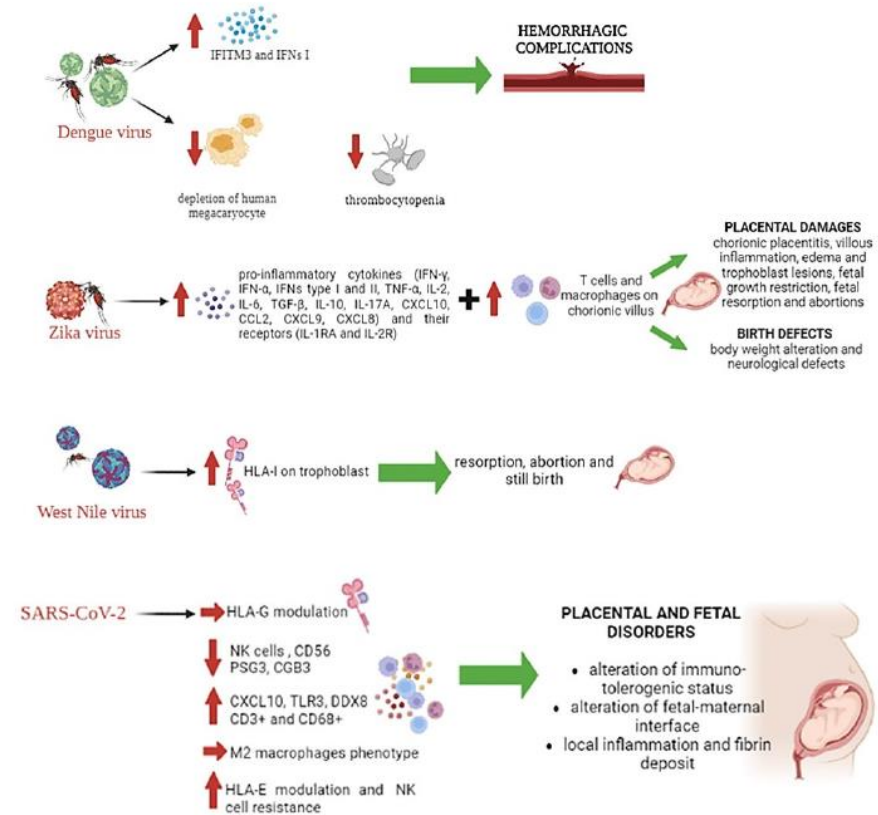 IFITM3 and IFNs I
HEMORRHAGIC
COMPLICATIONS
Dengue virus
depletion of human
megacaryocyte
thrombocytopenia
Zika virus
pro-inflammatory cytokines (IFN-γ,
IFN-α, IFNs type I and II, TNF-α, IL-2,
IL-6, TGF-β, IL-10, IL-17A, CXCL10,
CCL2, CXCL9, CXCL8) and their
receptors (IL-1RA and IL-2R)
T cells and
macrophages on
chorionic villus
PLACENTAL DAMAGES
chorionic placentitis, villous
inflammation, edema and
trophoblast lesions, fetal
growth restriction, fetal
resorption and abortions
BIRTH DEFECTS
body weight alteration and
neurological defects
West Nile virus
HLA-I on trophoblast
resorption, abortion and
still birth
SARS-CoV-2
HLA-G modulation
NK cells , CD56
PSG3, CGB3
CXCL10, TLR3, DDX8
CD3+ and CD68+
M2 macrophages phenotype
HLA-E modulation and NK
cell resistance
PLACENTAL AND FETAL
DISORDERS
• alteration of immuno-
tolerogenic status
• alteration of fetal-maternal
interface
• local inflammation and fibrin
deposit